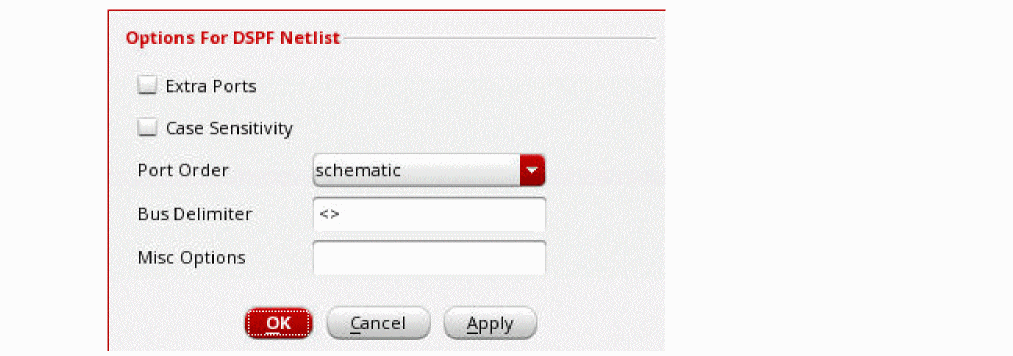 Options For DSPF Netlist
Extra Ports
Case Sensitivity
Port Order schematic
Bus Delimiter <>
Misc Options
OK Cancel Apply